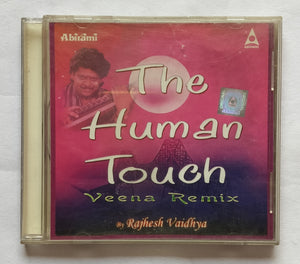 Abirami
The
Human
Touch
Veena Remix
By Rajhesh Vaidhya